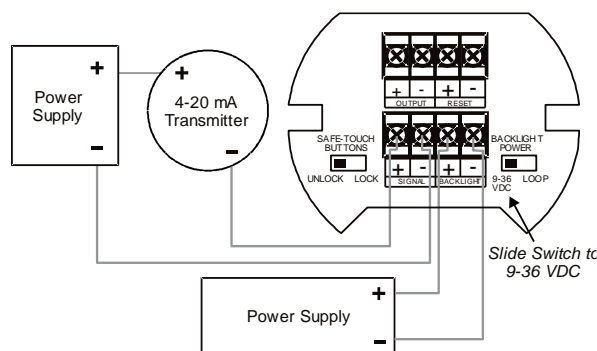 +
Power
Supply
-
+
4-20 mA
Transmitter
-
+ - + -
OUTPUT RESET
SAFE-TOUCH
BUTTONS
UNLOCK LOCK
+ - + -
SIGNAL BACKLIGHT
BACKLIGHT
POWER
9-36
VDC
LOOP
Slide Switch to
9-36 VDC
+
Power Supply
-